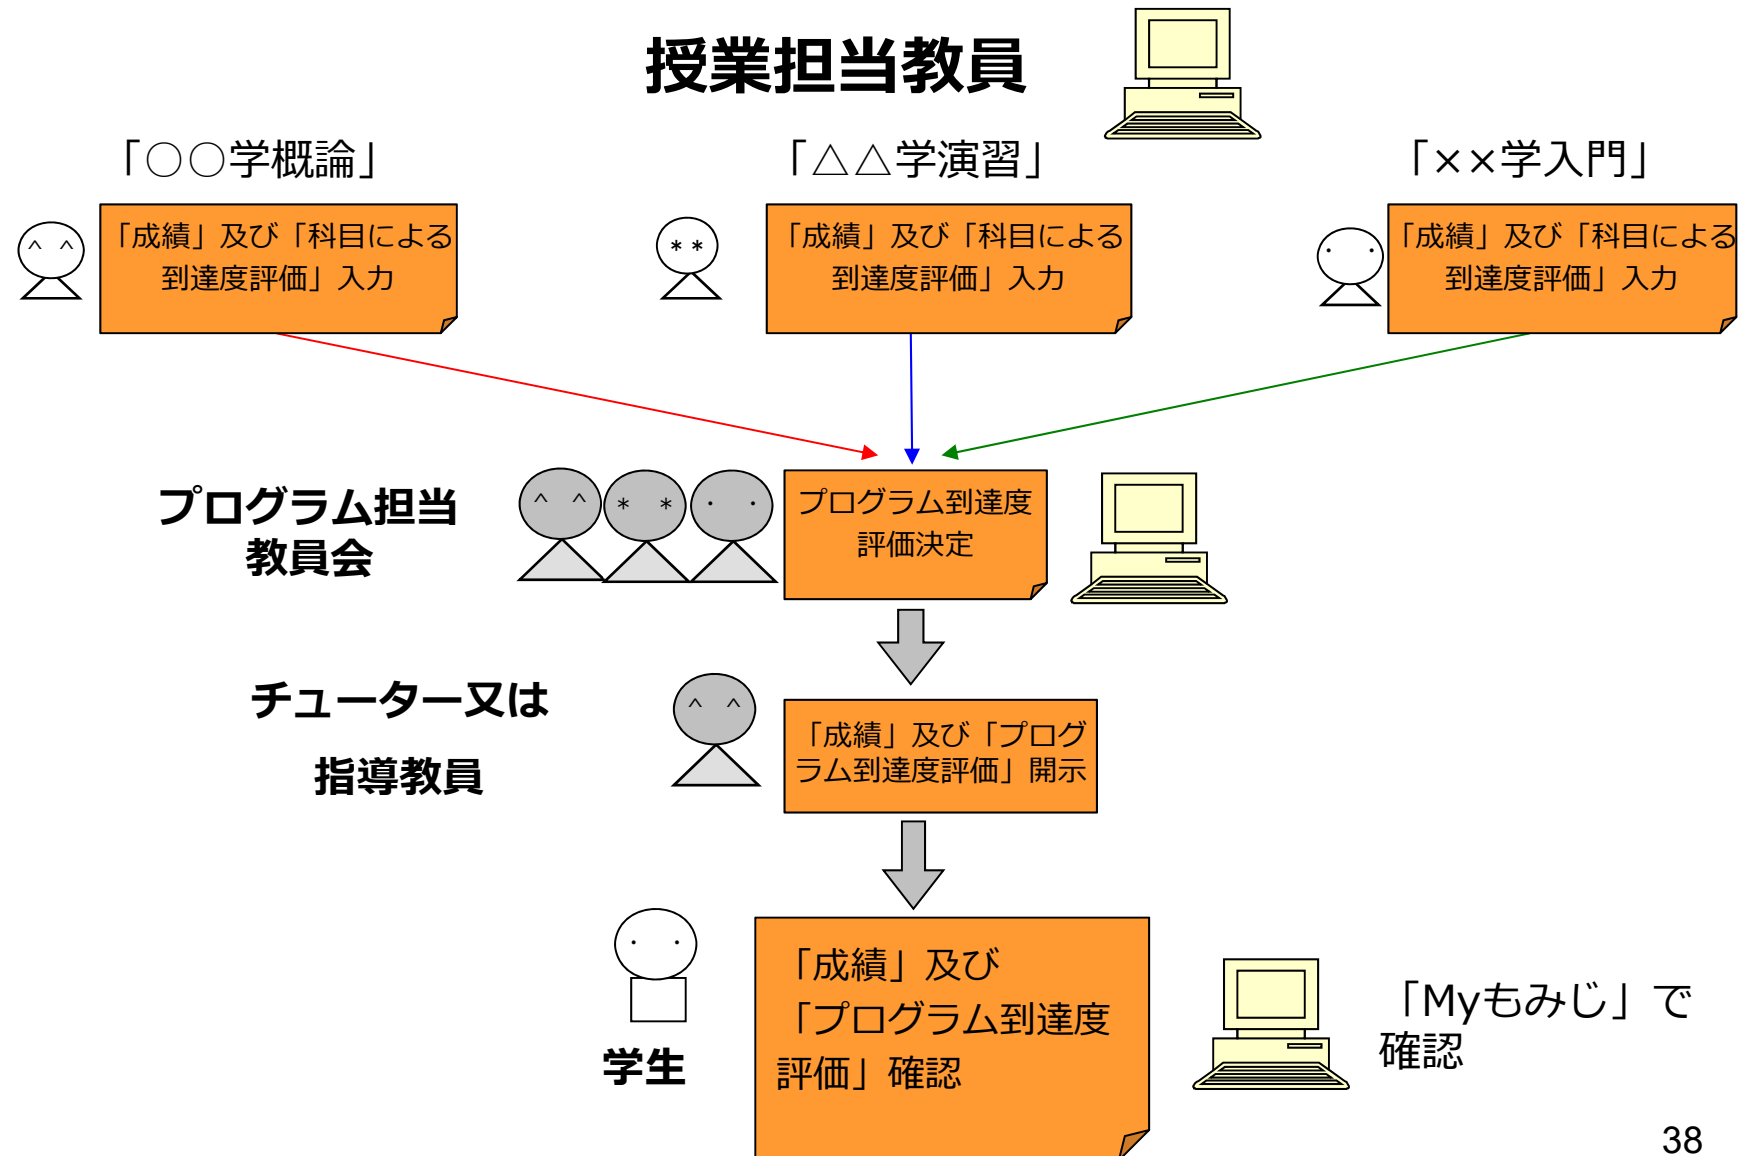 授業担当教員
「○○学概論」
「△△学演習」
「××学入門」
「成績」及び「科目による
到達度評価」入力
「成績」及び「科目による
到達度評価」入力
「成績」及び「科目による
到達度評価」入力
^ ^
* *
・ ・
プログラム担当
教員会
^ ^
* *
・ ・
プログラム到達度
評価決定
チューター又は
指導教員
^ ^
「成績」及び「プログ
ラム到達度評価」開示
・ ・
学生
「成績」及び
「プログラム到達度
評価」確認
「Myもみじ」で
確認
38